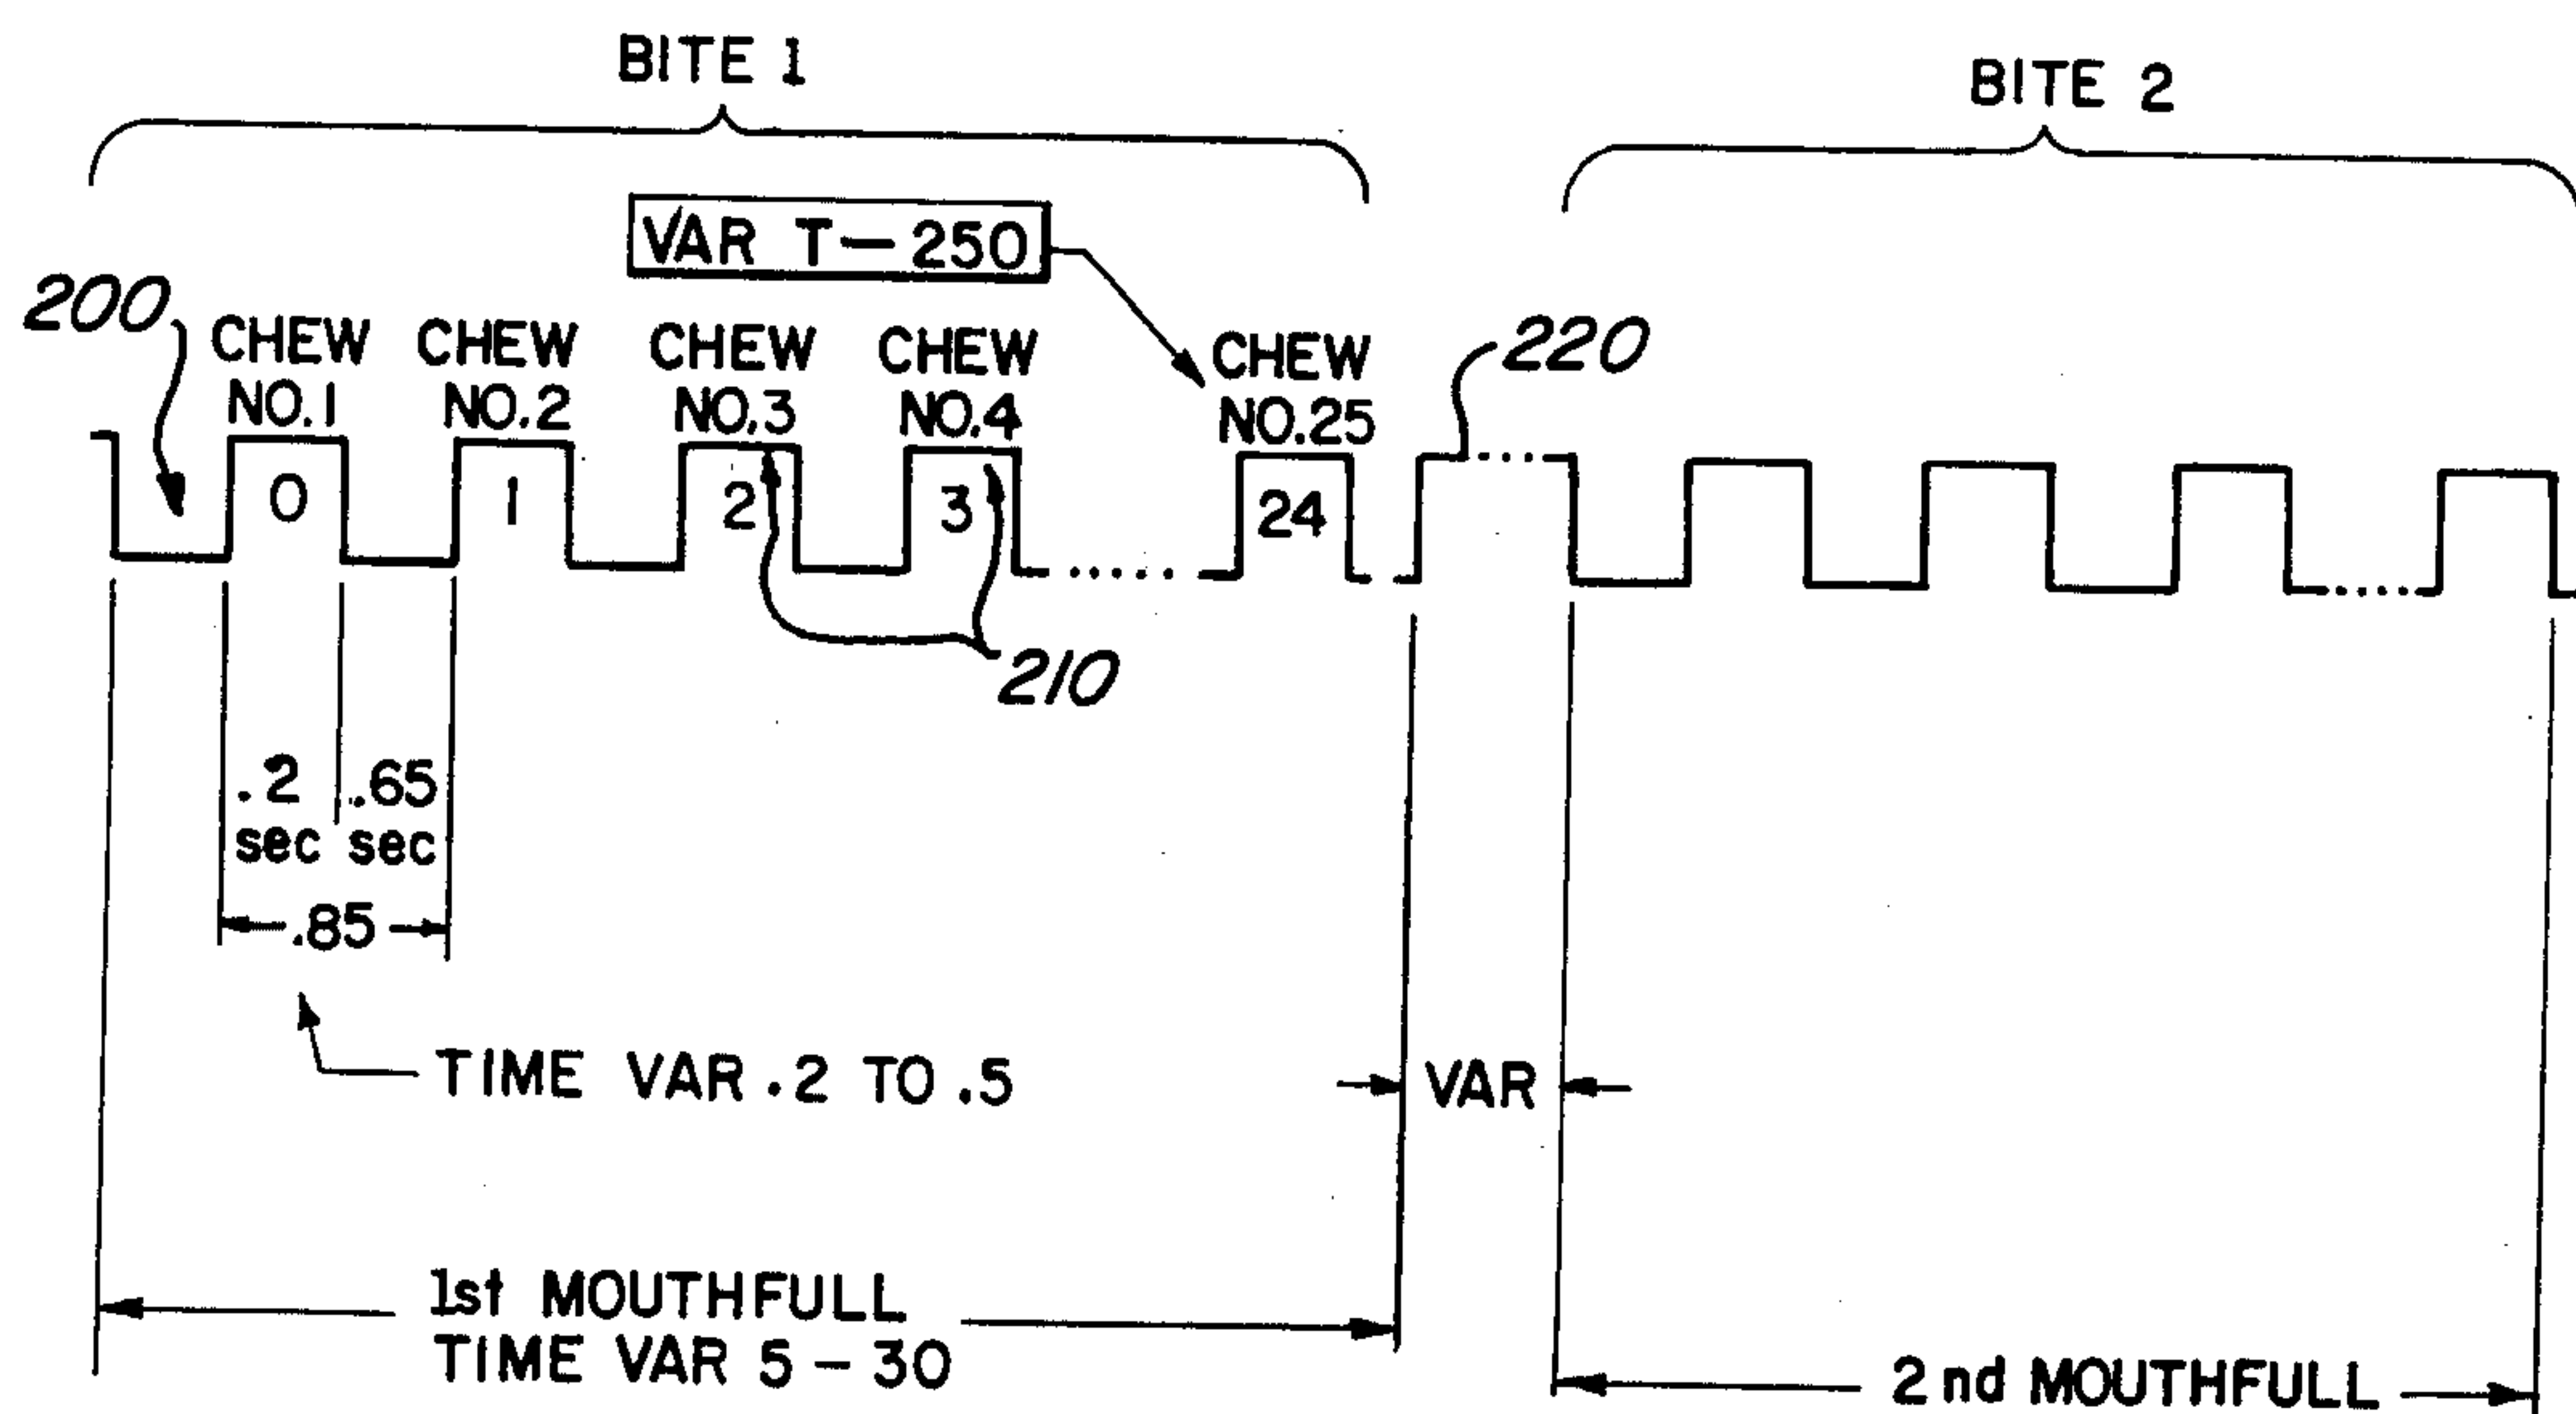 BITE 1
BITE 2
VAR T-250
200
CHEW NO.1
CHEW NO.2
CHEW NO.3
CHEW NO.4
CHEW NO.25
220
0
1
2
3
24
210
.2 sec
.65 sec
.85
TIME VAR .2 TO .5
VAR
1st MOUTHFULL
TIME VAR 5-30
2nd MOUTHFULL